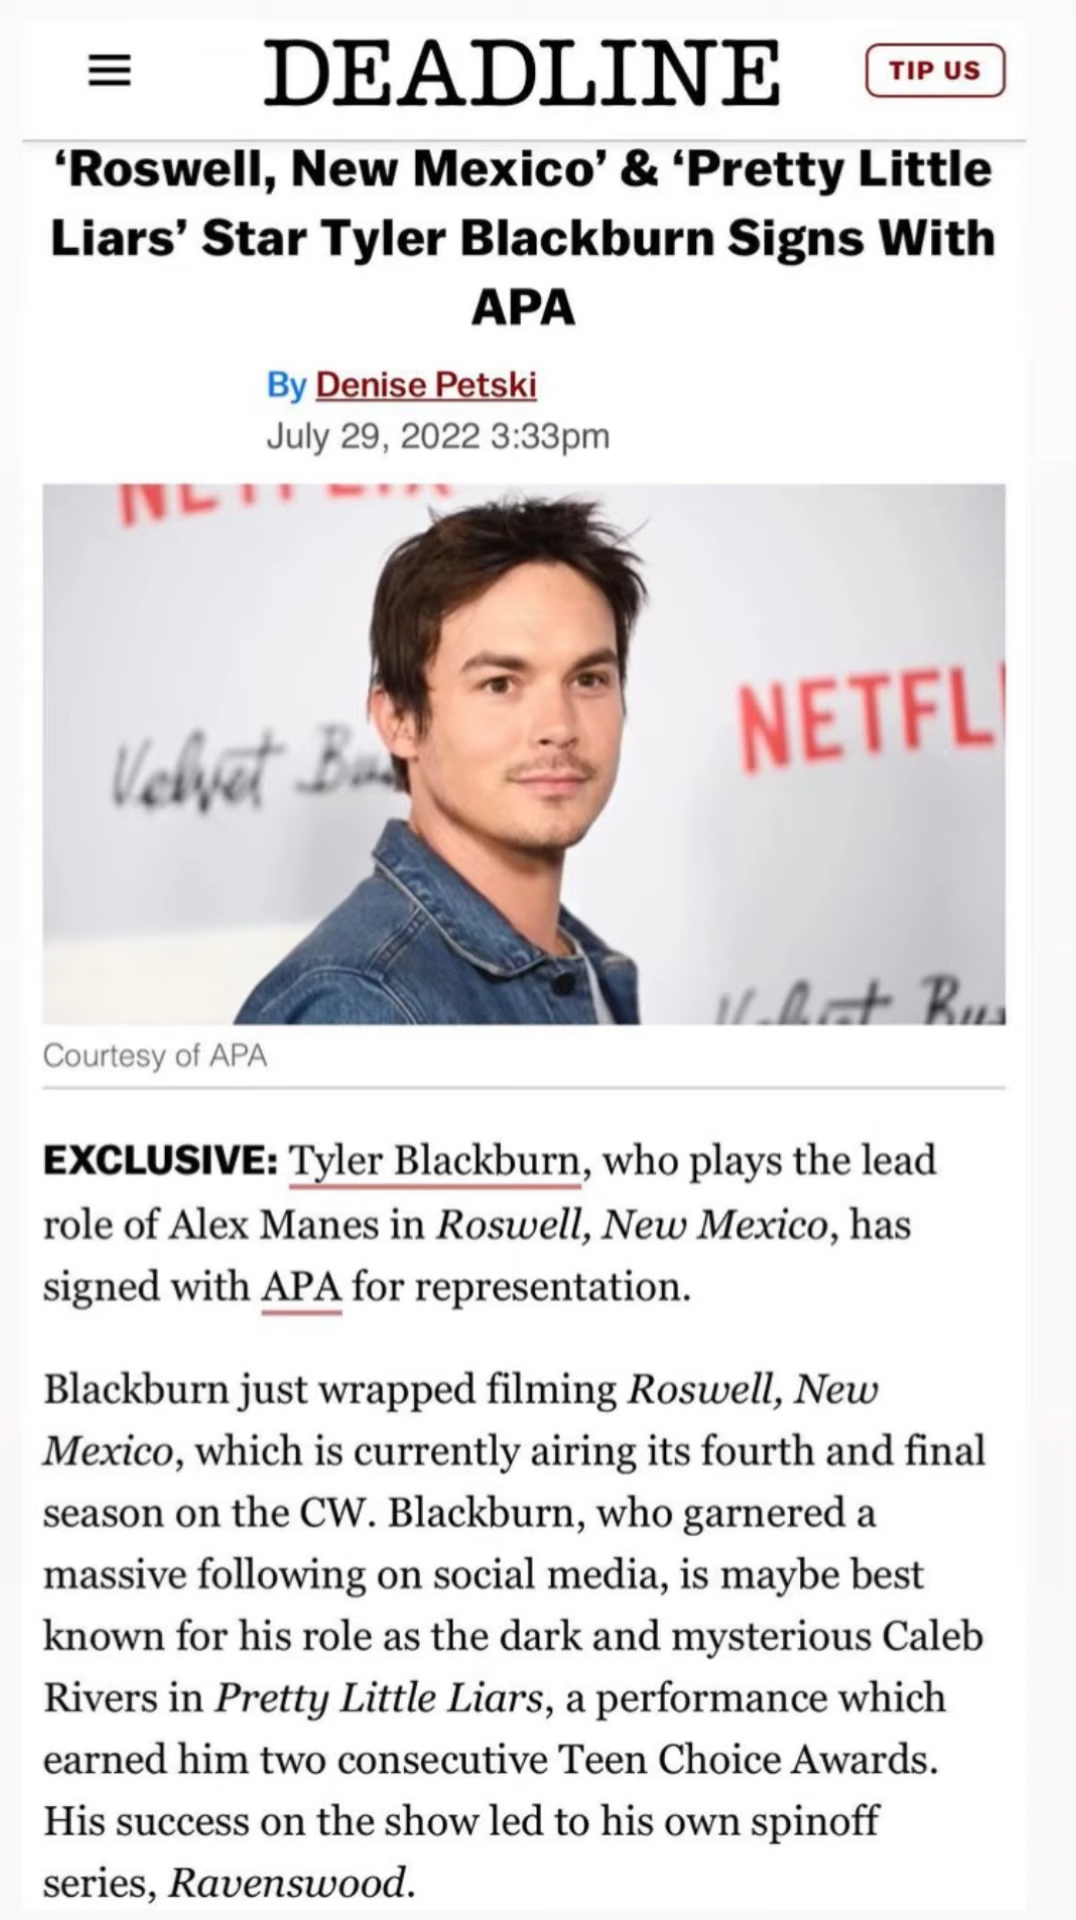 DEADLINE
TIP US
‘Roswell, New Mexico’ & ‘Pretty Little
Liars’ Star Tyler Blackburn Signs With
APA
By Denise Petski
July 29, 2022 3:33pm
NETFLIX
Velvet Bu
NETFL
Velvet Bu
Courtesy of APA
EXCLUSIVE: Tyler Blackburn, who plays the lead
role of Alex Manes in Roswell, New Mexico, has
signed with APA for representation.
Blackburn just wrapped filming Roswell, New
Mexico, which is currently airing its fourth and final
season on the CW. Blackburn, who garnered a
massive following on social media, is maybe best
known for his role as the dark and mysterious Caleb
Rivers in Pretty Little Liars, a performance which
earned him two consecutive Teen Choice Awards.
His success on the show led to his own spinoff
series, Ravenswood.